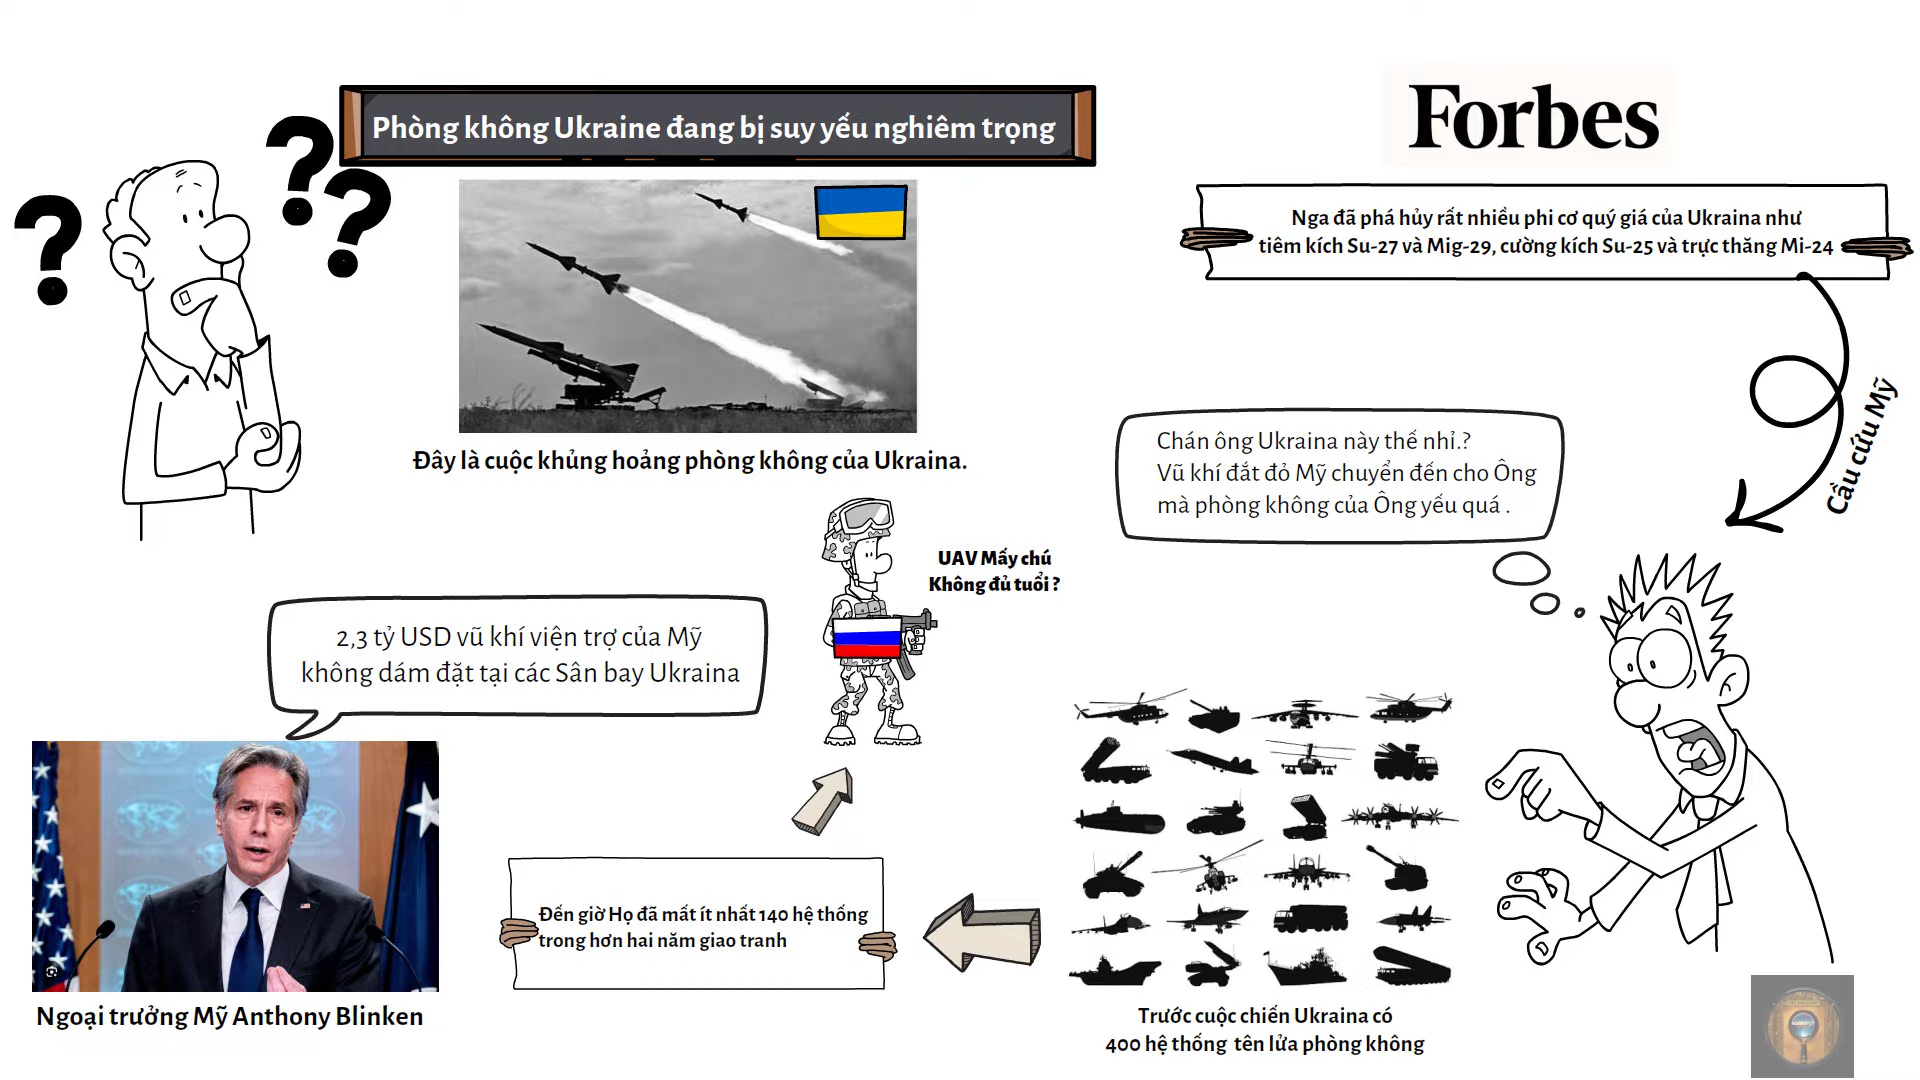 Phòng không Ukraine đang bị suy yếu nghiêm trọng
Đây là cuộc khủng hoảng phòng không của Ukraina.
Forbes
Nga đã phá hủy rất nhiều phi cơ quý giá của Ukraina như
tiêm kích Su-27 và Mig-29, cường kích Su-25 và trực thăng Mi-24
Cầu cứu Mỹ
Chán ông Ukraina này thế nhỉ.?
Vũ khí đắt đỏ Mỹ chuyển đến cho Ông
mà phòng không của Ông yếu quá .
UAV Mấy chú
Không đủ tuổi ?
2,3 tỷ USD vũ khí viện trợ của Mỹ
không dám đặt tại các Sân bay Ukraina
Ngoại trưởng Mỹ Anthony Blinken
Đến giờ Họ đã mất ít nhất 140 hệ thống
trong hơn hai năm giao tranh
Trước cuộc chiến Ukraina có
400 hệ thống tên lửa phòng không